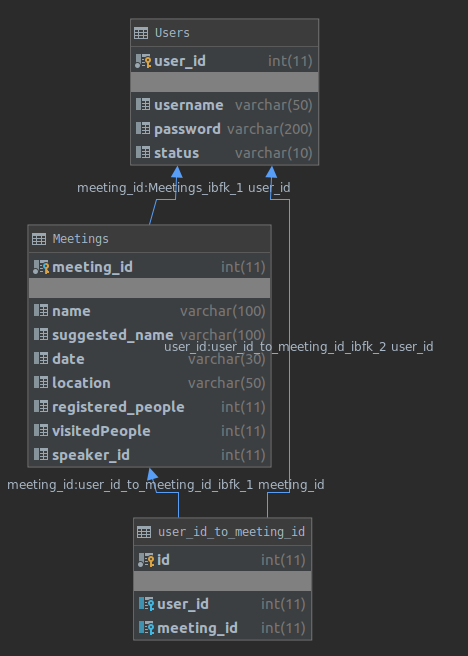 Users
user_id int(11)
username varchar(50)
password varchar(200)
status varchar(10)
meeting_id:Meetings_ibfk_1 user_id
Meetings
meeting_id int(11)
name varchar(100)
suggested_name varchar(100)
user_id:user_id_to_meeting_id_ibfk_2 user_id
date varchar(30)
location varchar(50)
registered_people int(11)
visitedPeople int(11)
speaker_id int(11)
meeting_id:user_id_to_meeting_id_ibfk_1 meeting_id
user_id_to_meeting_id
id int(11)
user_id int(11)
meeting_id int(11)